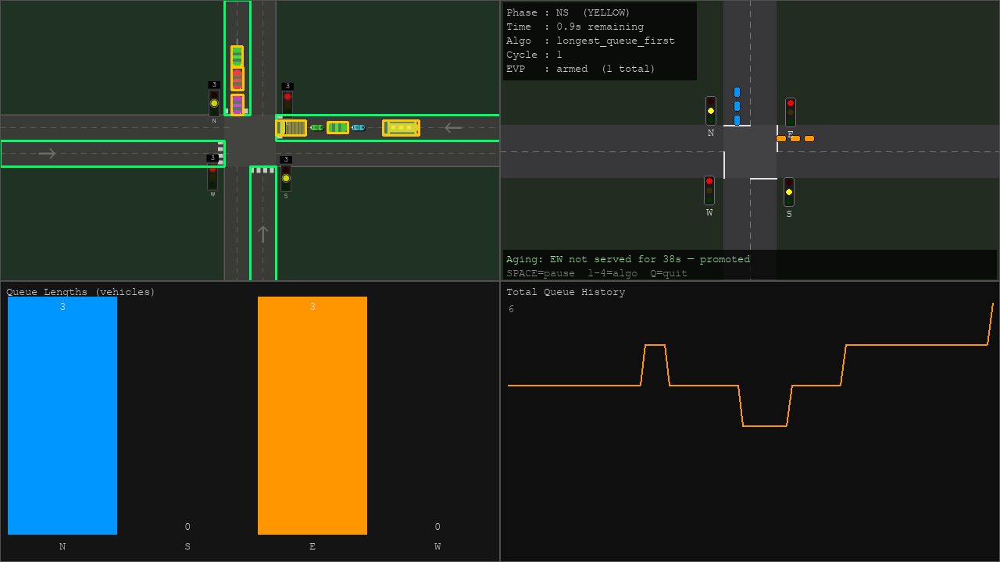 3
3
N
3
3
W
S
Phase : NS  (YELLOW)
Time  : 0.9s remaining
Algo  : longest_queue_first
Cycle : 1
EVP   : armed  (1 total)
N
E
W
S
Aging: EW not served for 38s — promoted
SPACE=pause  1-4=algo  Q=quit
Queue Lengths (vehicles)
3
0
3
0
N
S
E
W
Total Queue History
6